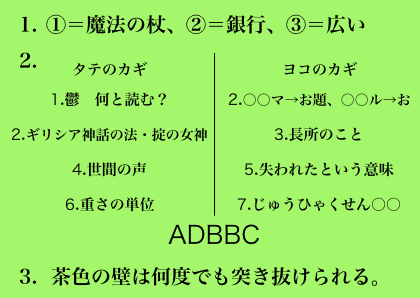 1. ①＝魔法の杖、②＝銀行、③＝広い
2.
タテのカギ
1.鬱　何と読む？
2.ギリシア神話の法・掟の女神
4.世間の声
6.重さの単位
ヨコのカギ
2.○○マ→お題、○○ル→お
3.長所のこと
5.失われたという意味
7.じゅうひゃくせん○○
ADBBC
3. 茶色の壁は何度でも突き抜けられる。